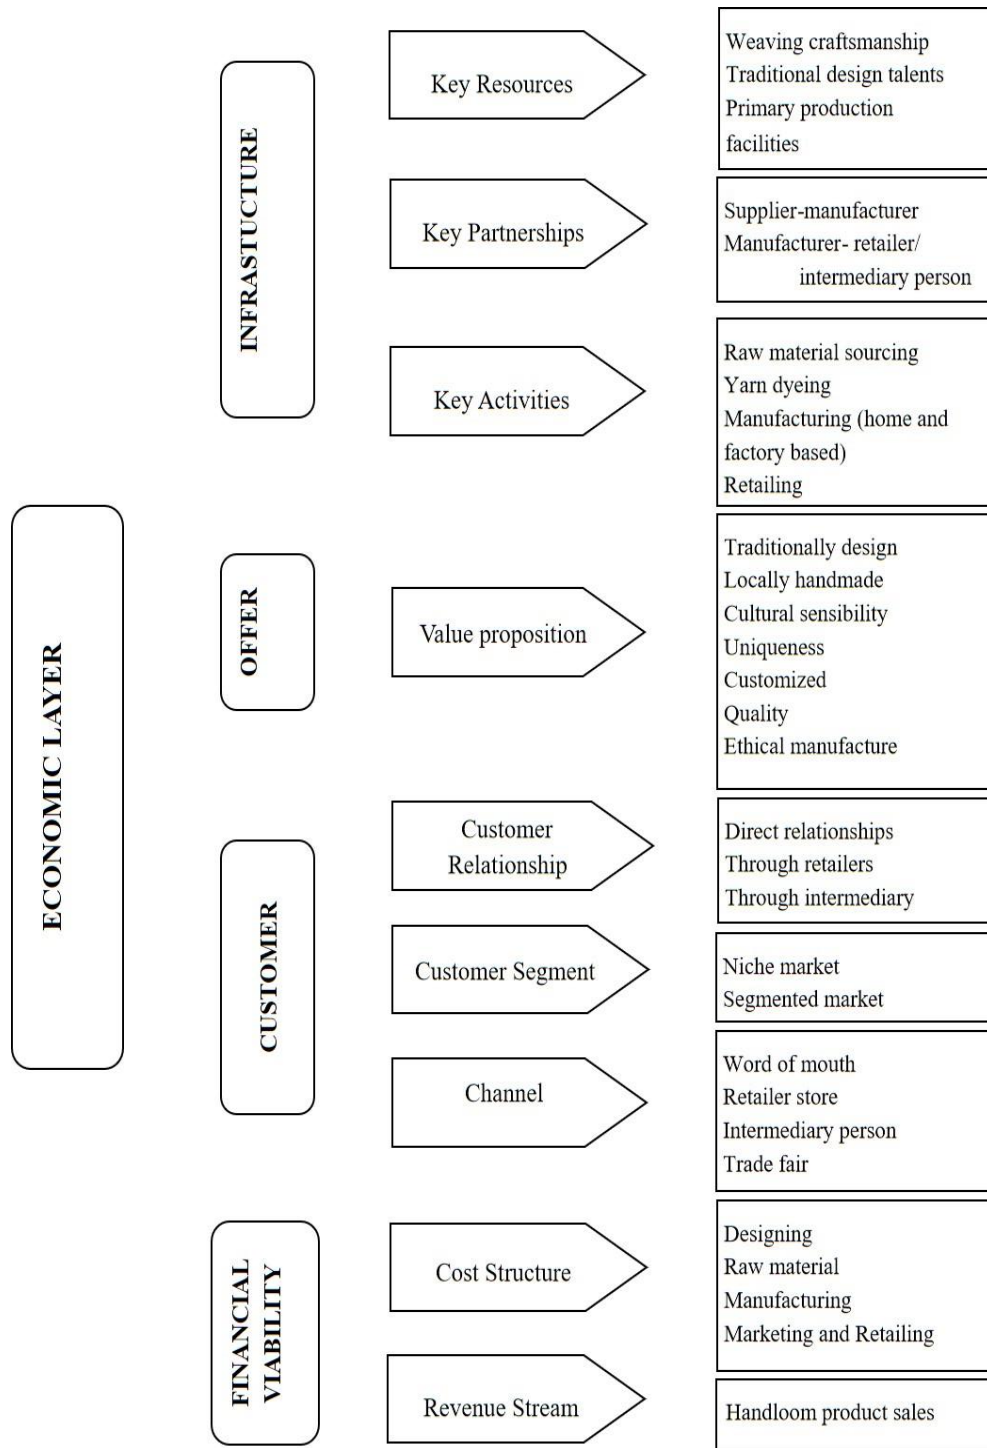 ECONOMIC LAYER
INFRASTUCTURE
Key Resources
Weaving craftsmanship
Traditional design talents
Primary production
facilities
Key Partnerships
Supplier-manufacturer
Manufacturer- retailer/
intermediary person
Key Activities
Raw material sourcing
Yarn dyeing
Manufacturing (home and
factory based)
Retailing
OFFER
Value proposition
Traditionally design
Locally handmade
Cultural sensibility
Uniqueness
Customized
Quality
Ethical manufacture
CUSTOMER
Customer
Relationship
Direct relationships
Through retailers
Through intermediary
Customer Segment
Niche market
Segmented market
Channel
Word of mouth
Retailer store
Intermediary person
Trade fair
FINANCIAL
VIABILITY
Cost Structure
Designing
Raw material
Manufacturing
Marketing and Retailing
Revenue Stream
Handloom product sales